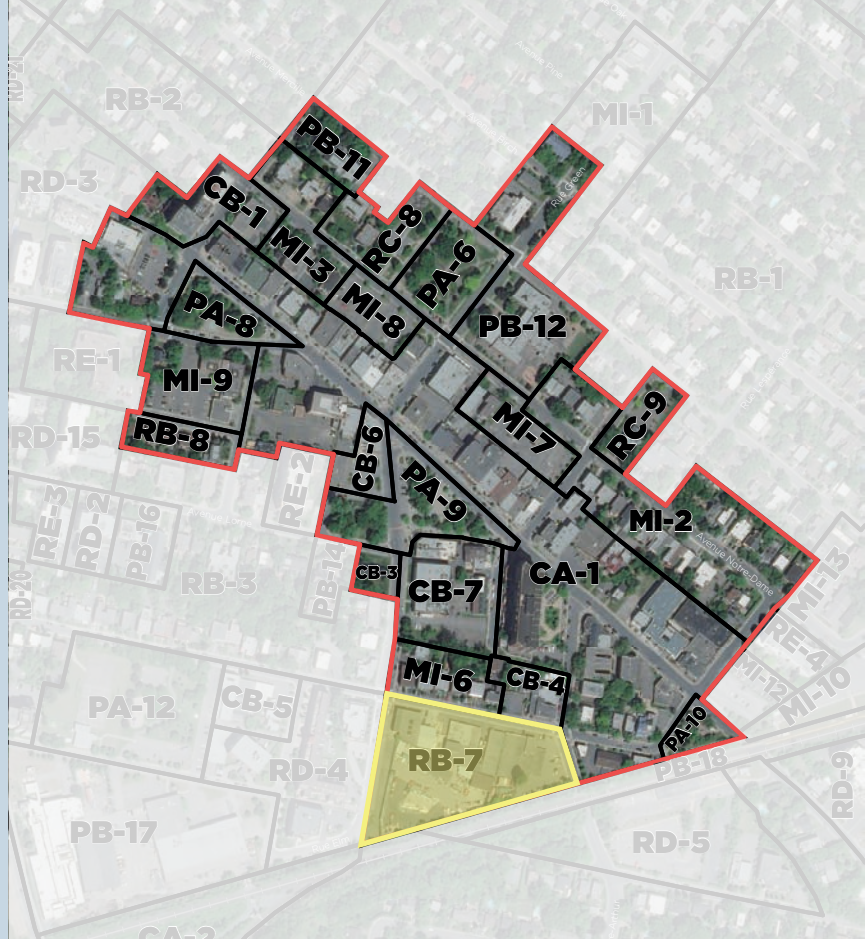 RD-21
RB-2
MI-1
Avenue
PB-11
RD-3
CB-1
Rue Green
RC-8
MI-3
PA-6
RB-1
PA-8
MI-8
PB-12
RE-1
MI-9
RC-9
MI-7
RD-15
RB-8
CB-6
PA-9
RE-2
RE-3
RD-2
PB-16
MI-2
Avenue Notre-Dame
RD-20
RB-3
PB-14
CB-3
CB-7
CA-1
MI-13
RE-4
MI-6
CB-4
MI-12
MI-10
PA-12
CB-5
PA-10
RD-4
RB-7
PB-18
RD-9
PB-17
RD-5
CA-2